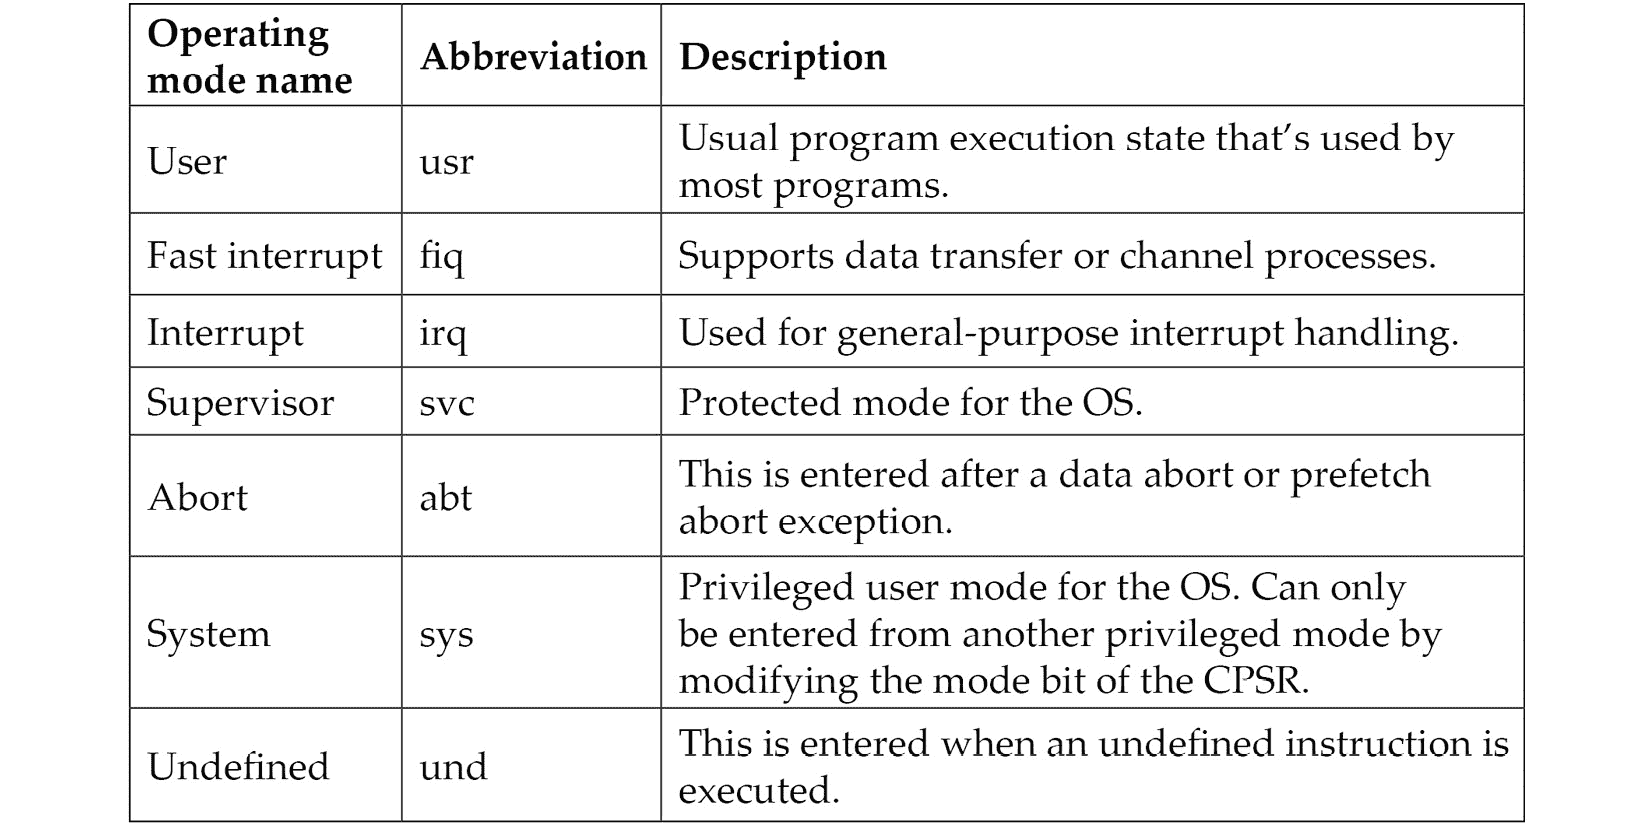 Operating
mode name
Abbreviation
Description
User
usr
Usual program execution state that’s used by
most programs.
Fast interrupt
fiq
Supports data transfer or channel processes.
Interrupt
irq
Used for general-purpose interrupt handling.
Supervisor
svc
Protected mode for the OS.
Abort
abt
This is entered after a data abort or prefetch
abort exception.
System
sys
Privileged user mode for the OS. Can only
be entered from another privileged mode by
modifying the mode bit of the CPSR.
Undefined
und
This is entered when an undefined instruction is
executed.